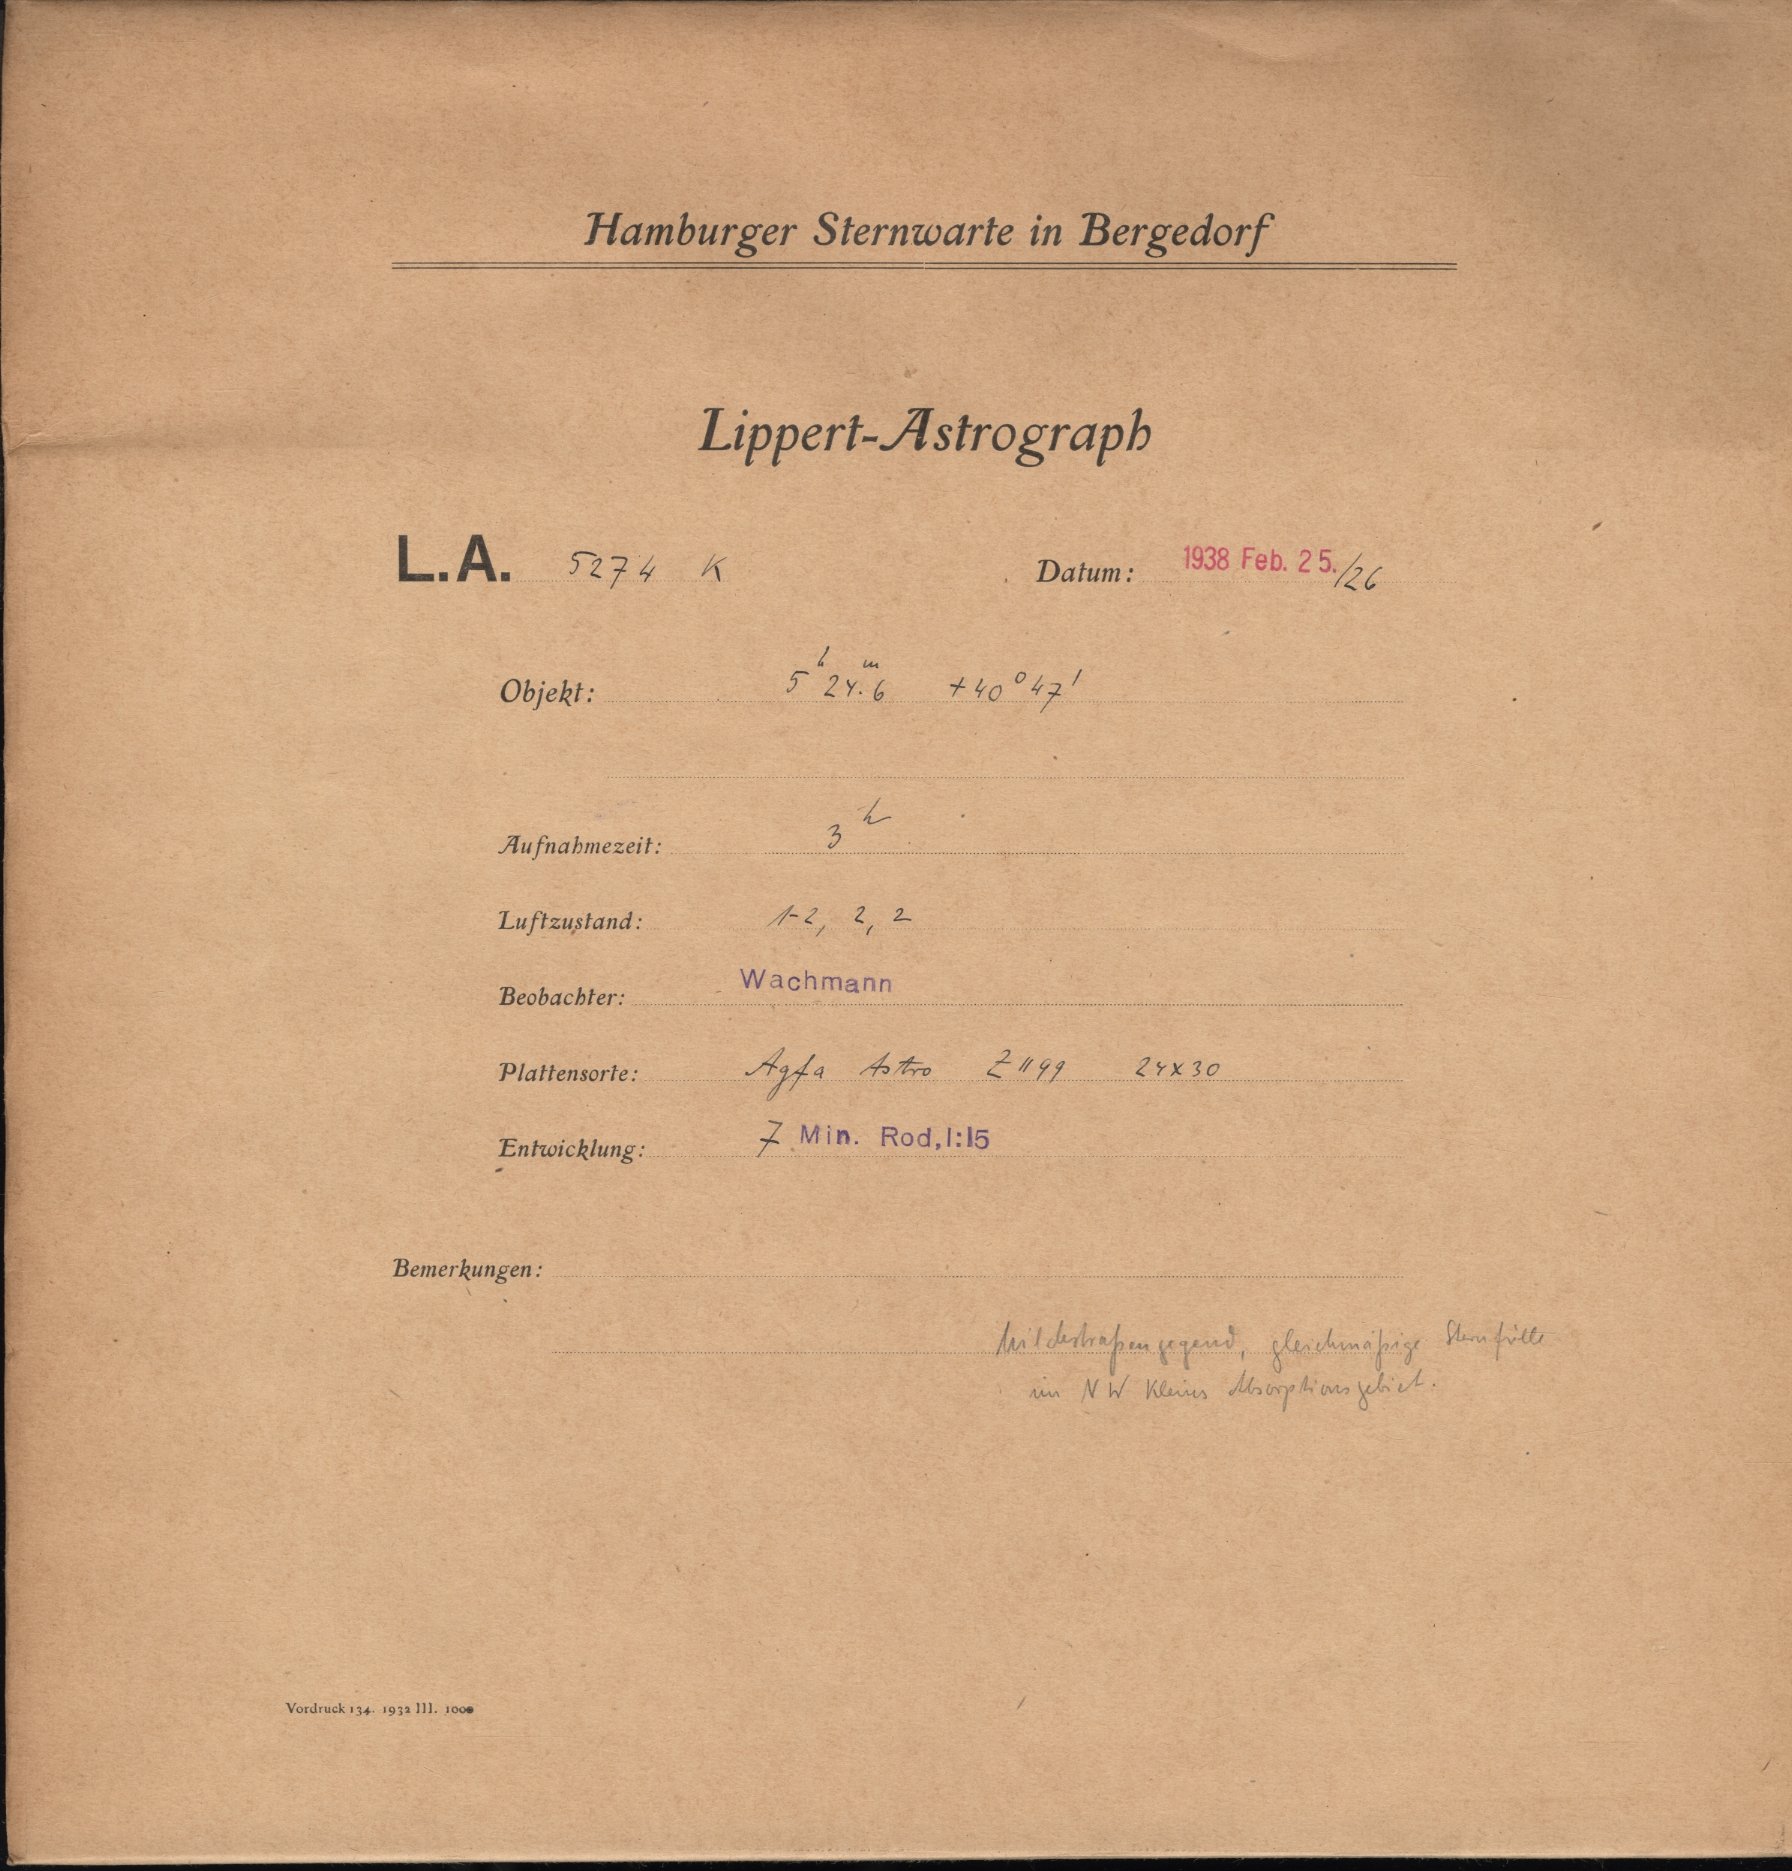 Hamburger Sternwarte in Bergedorf
Lippert-Astrograph
L.A. 5274 K Datum: 1938 Feb. 25./26
Objekt: 5h 24m.6 +40° 47'
Aufnahmezeit: 3h
Luftzustand: 1-2, 2, 2
Beobachter: Wachmann
Plattensorte: Agfa Astro Z 1199 24x30
Entwicklung: 7 Min. Rod, 1:15
Bemerkungen:
Milchstraßengegend, gleichmäßige Sternfülle
im NW kleines Absorptionsgebiet.
Vordruck 134. 1932 III. 1000